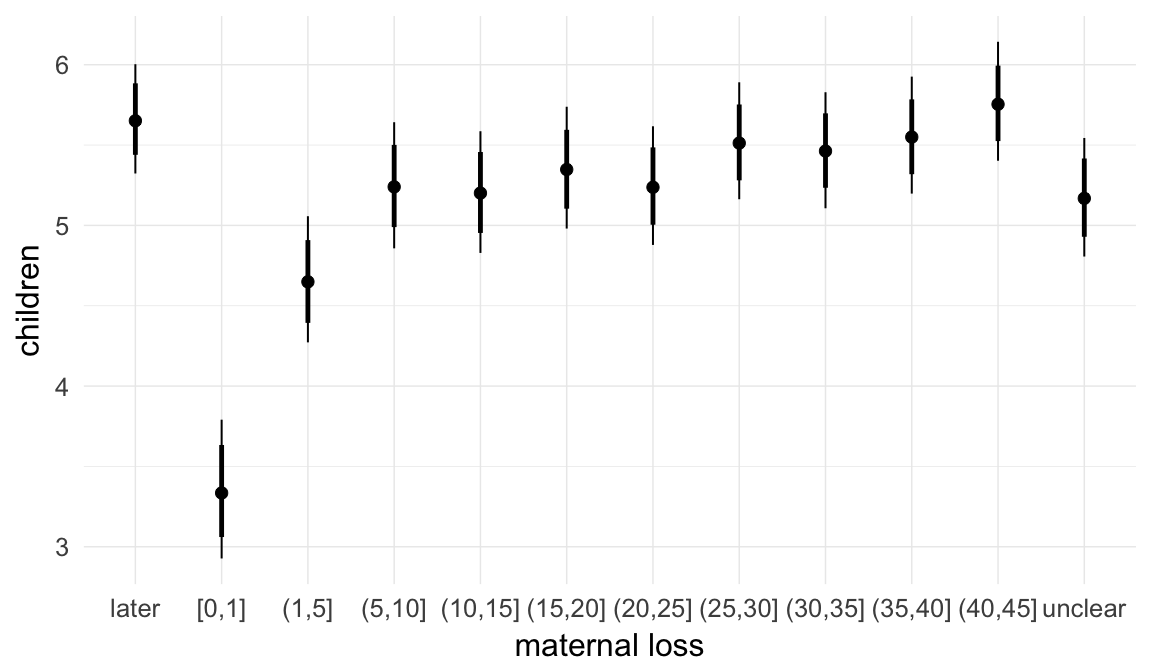 6
5
4
3
children
later [0,1] (1,5] (5,10] (10,15] (15,20] (20,25] (25,30] (30,35] (35,40] (40,45] unclear
maternal loss